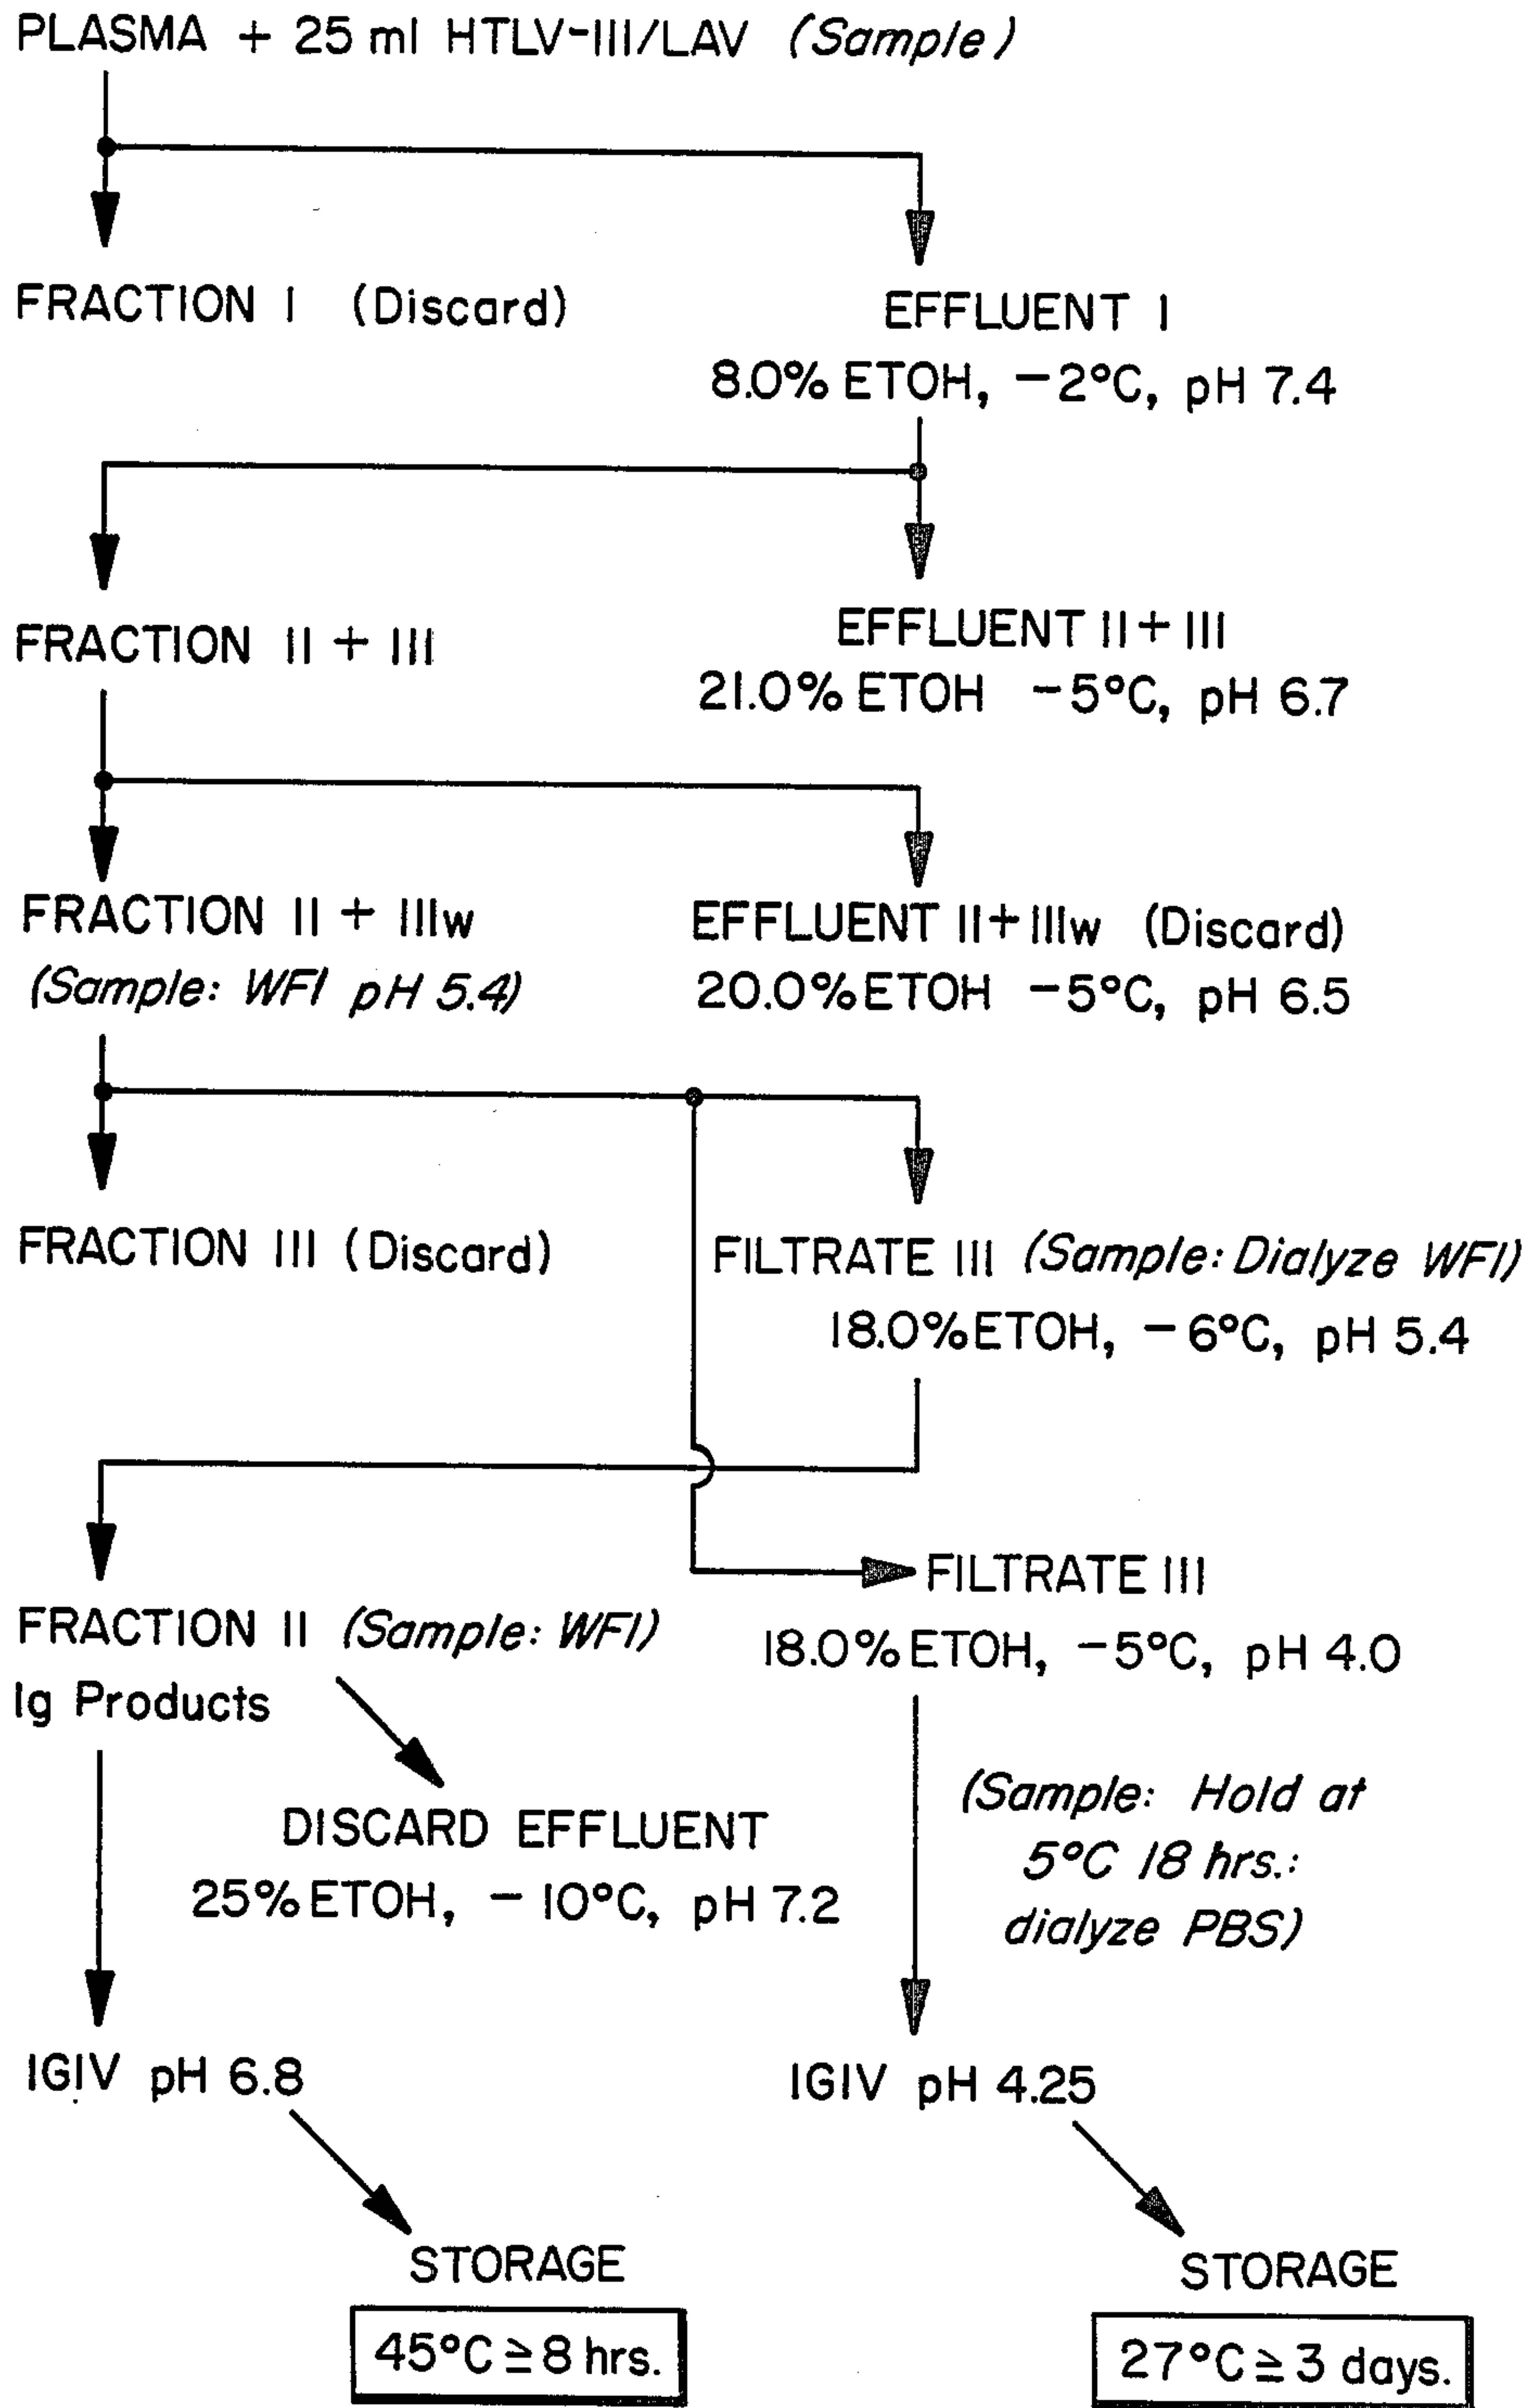 PLASMA + 25 ml HTLV-III/LAV (Sample)
FRACTION I (Discard)
EFFLUENT I
8.0% ETOH, -2°C, pH 7.4
FRACTION II + III
EFFLUENT II+III
21.0% ETOH -5°C, pH 6.7
FRACTION II + IIIw
(Sample: WFI pH 5.4)
EFFLUENT II+IIIw (Discard)
20.0% ETOH -5°C, pH 6.5
FRACTION III (Discard)
FILTRATE III (Sample: Dialyze WFI)
18.0% ETOH, -6°C, pH 5.4
FILTRATE III
18.0% ETOH, -5°C, pH 4.0
FRACTION II (Sample: WFI)
Ig Products
DISCARD EFFLUENT
25% ETOH, -10°C, pH 7.2
(Sample: Hold at
5°C 18 hrs.:
dialyze PBS)
IGIV pH 6.8
IGIV pH 4.25
STORAGE
45°C ≧ 8 hrs.
STORAGE
27°C ≧ 3 days.